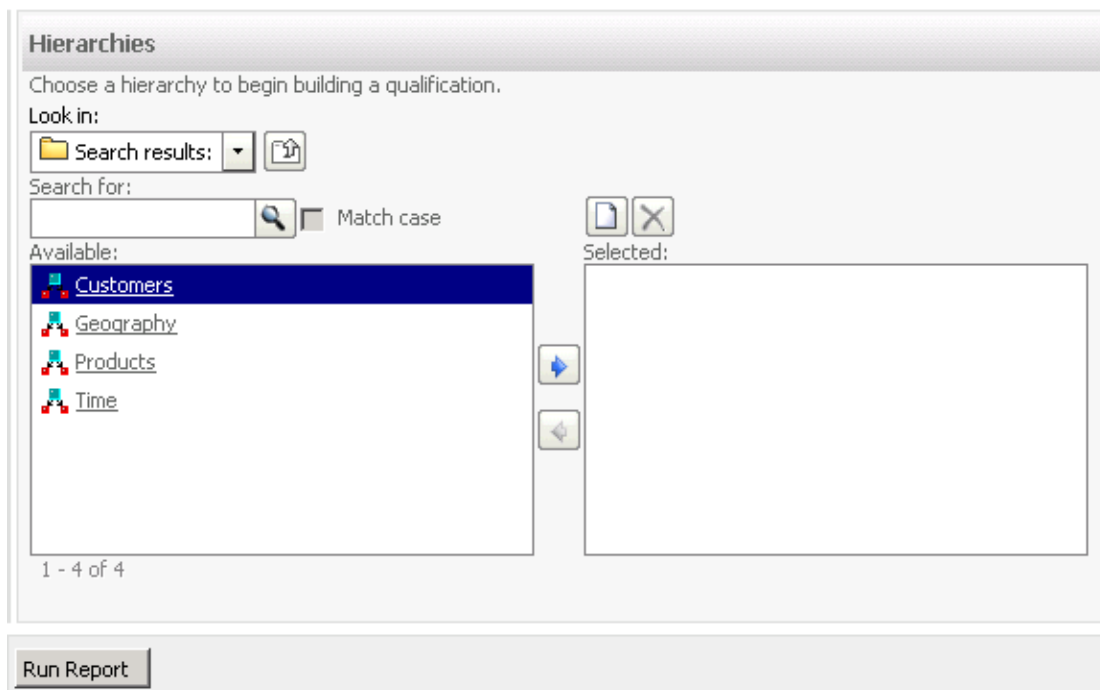 Hierarchies
Choose a hierarchy to begin building a qualification.
Look in:
Search results:
Search for:
Match case
Available:
Selected:
Customers
Geography
Products
Time
1 - 4 of 4
Run Report